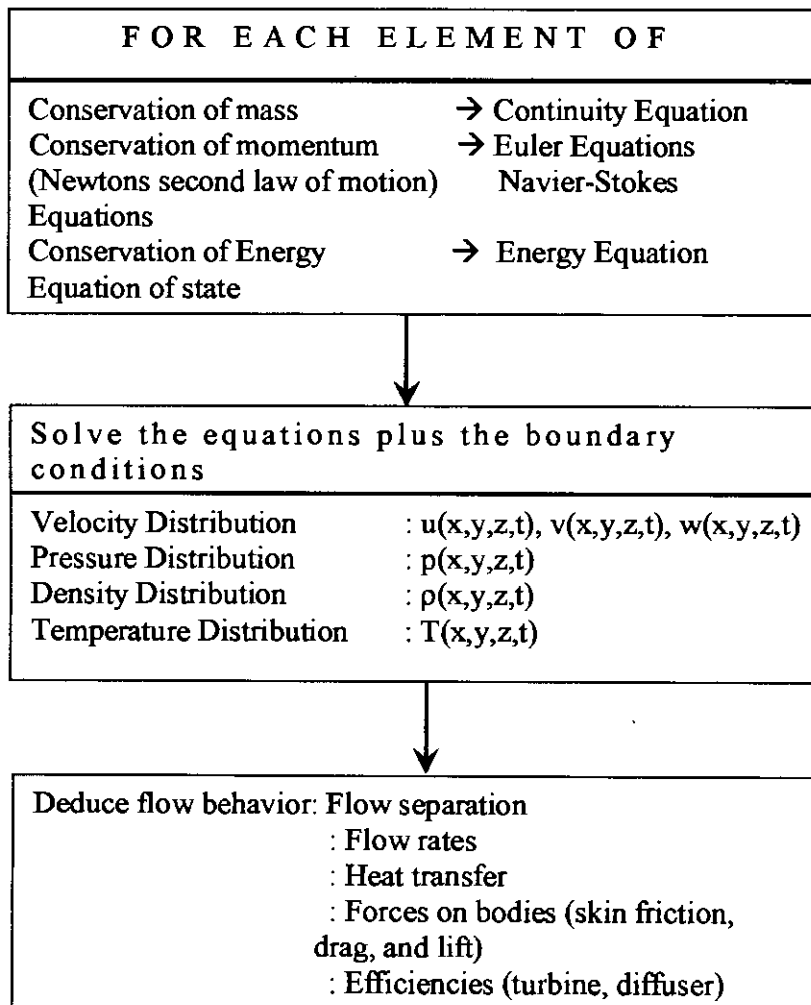 FOR EACH ELEMENT OF
Conservation of mass → Continuity Equation
Conservation of momentum → Euler Equations
(Newtons second law of motion) Navier-Stokes
Equations
Conservation of Energy → Energy Equation
Equation of state
Solve the equations plus the boundary
conditions
Velocity Distribution : u(x,y,z,t), v(x,y,z,t), w(x,y,z,t)
Pressure Distribution : p(x,y,z,t)
Density Distribution : ρ(x,y,z,t)
Temperature Distribution : T(x,y,z,t)
Deduce flow behavior: Flow separation
: Flow rates
: Heat transfer
: Forces on bodies (skin friction,
drag, and lift)
: Efficiencies (turbine, diffuser)